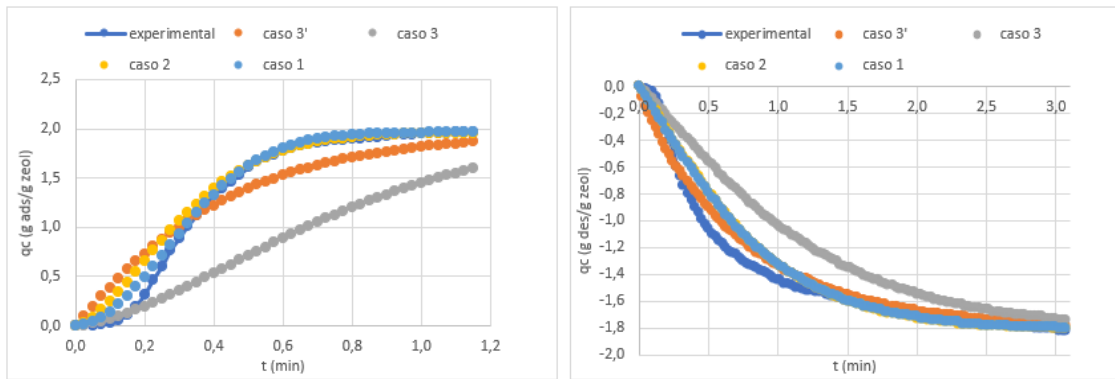 experimental caso 3' caso 3
caso 2 caso 1
2,5
2,0
1,5
1,0
0,5
0,0
qc (g ads/g zeol)
0,0 0,2 0,4 0,6 0,8 1,0 1,2
t (min)
experimental caso 3' caso 3
caso 2 caso 1
0,0
0,0 0,5 1,0 1,5 2,0 2,5 3,0
-0,2
-0,4
-0,6
-0,8
-1,0
-1,2
-1,4
-1,6
-1,8
-2,0
qc (g des/g zeol)
t (min)